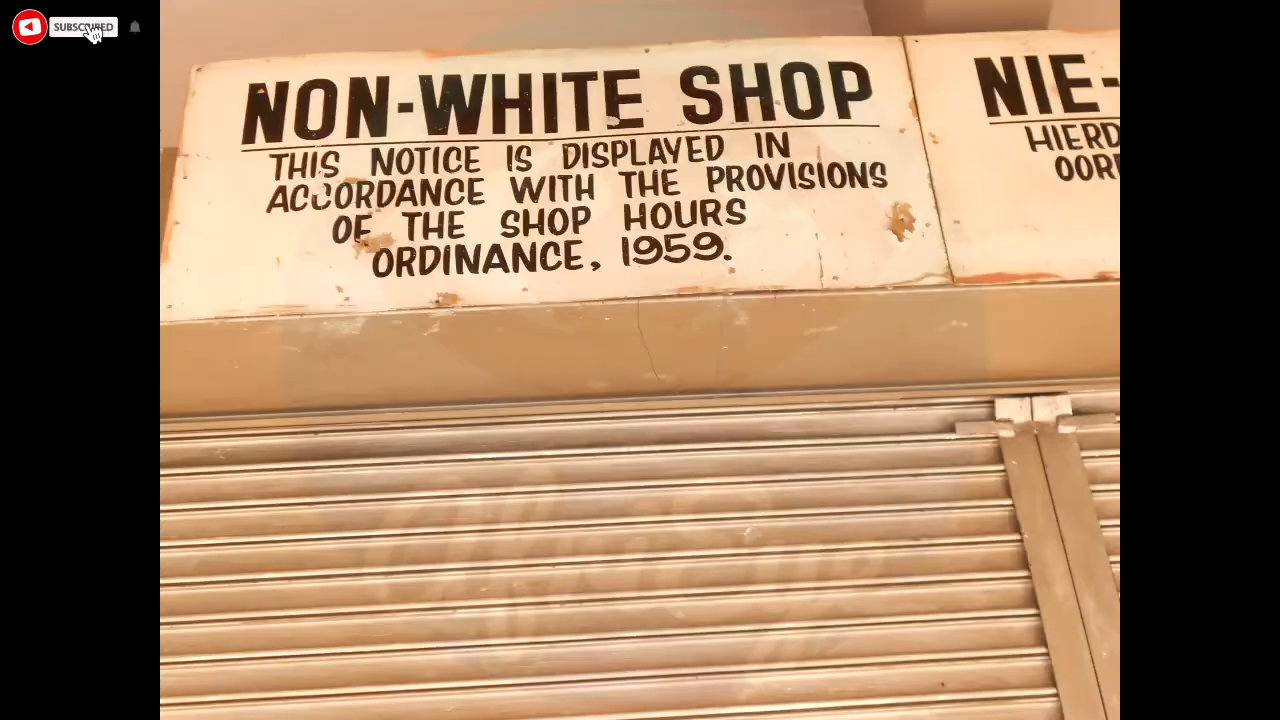 SUBSCRIBED
NON-WHITE SHOP
THIS NOTICE IS DISPLAYED IN
ACCORDANCE WITH THE PROVISIONS
OF THE SHOP HOURS
ORDINANCE, 1959.
NIE-
HIERD
OORE